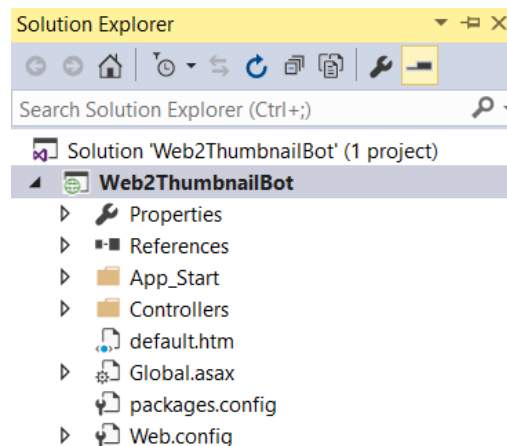 Solution Explorer
Search Solution Explorer (Ctrl+;)
Solution 'Web2ThumbnailBot' (1 project)
Web2ThumbnailBot
Properties
References
App_Start
Controllers
default.htm
Global.asax
packages.config
Web.config